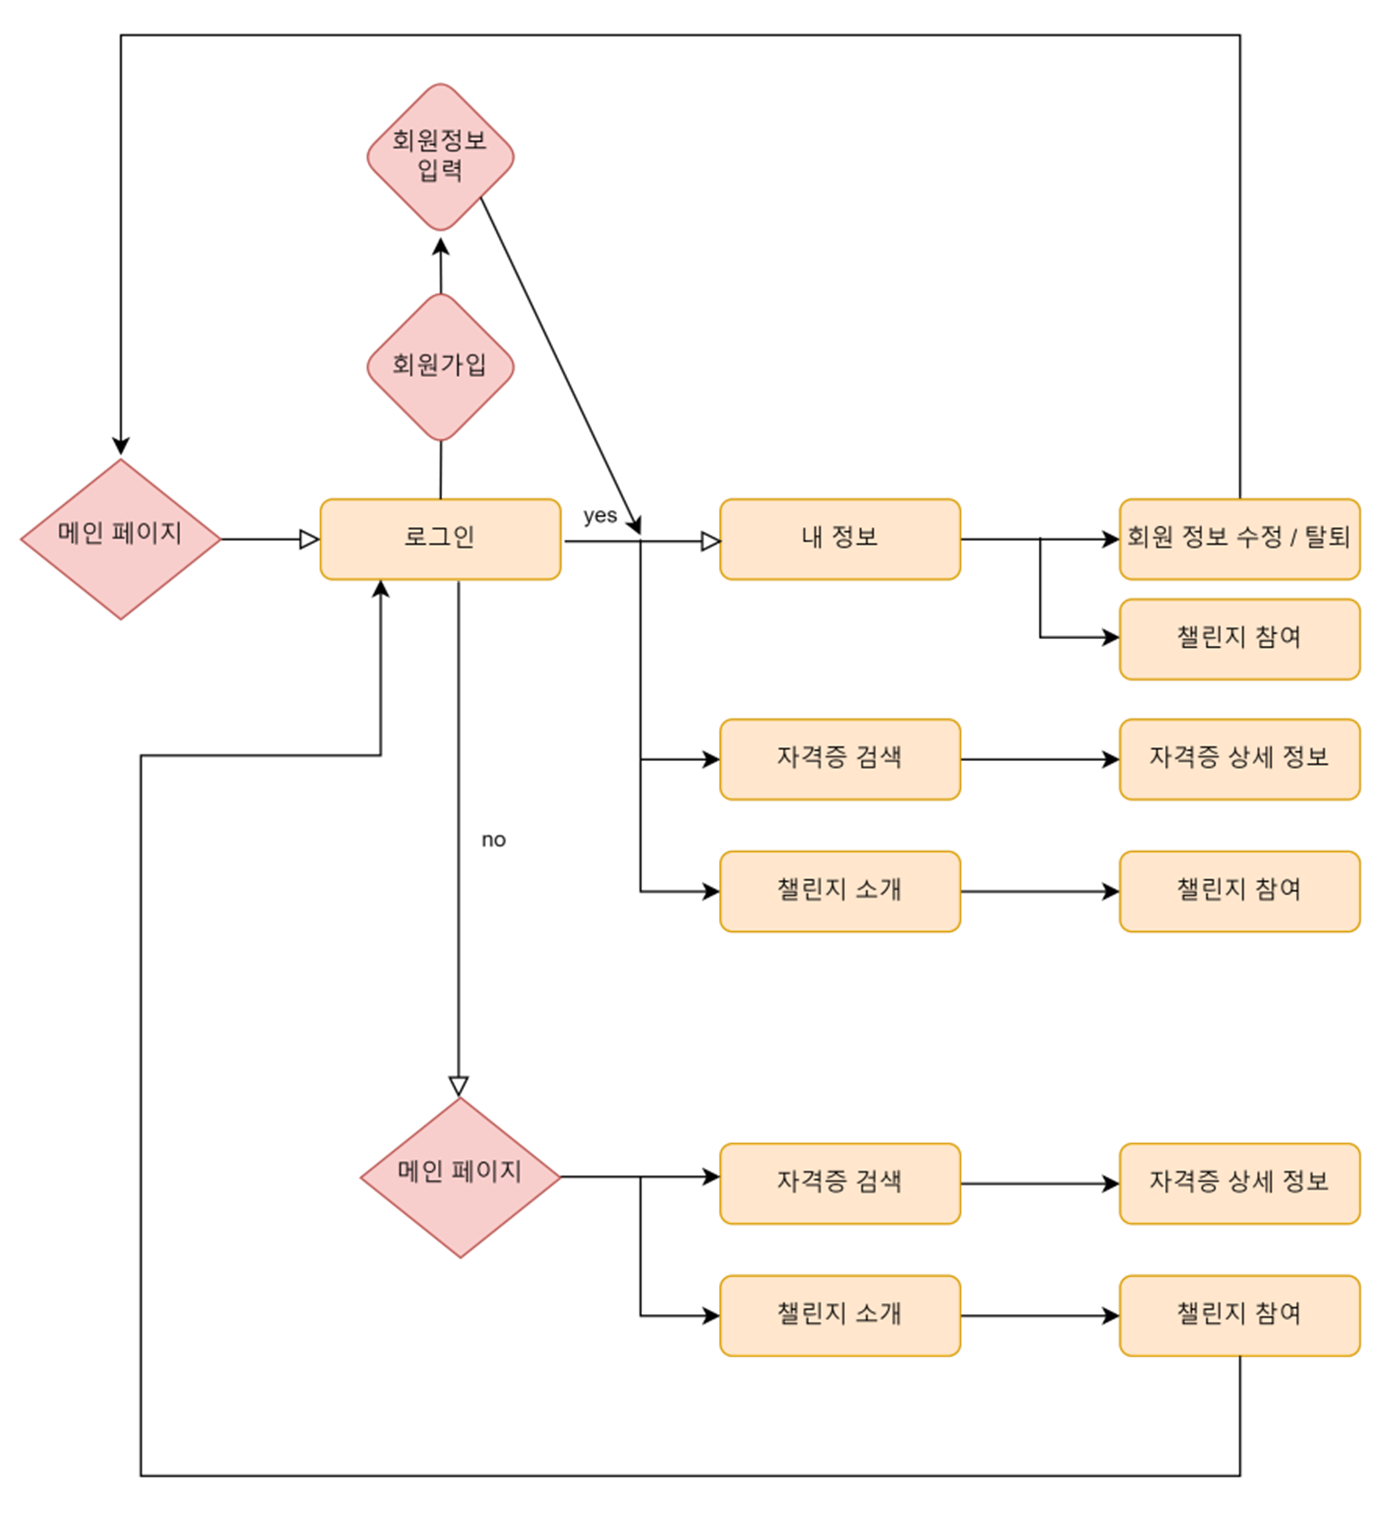 회원정보
입력
회원가입
메인 페이지
로그인
yes
내 정보
회원 정보 수정 / 탈퇴
챌린지 참여
자격증 검색
자격증 상세 정보
no
챌린지 소개
챌린지 참여
메인 페이지
자격증 검색
자격증 상세 정보
챌린지 소개
챌린지 참여